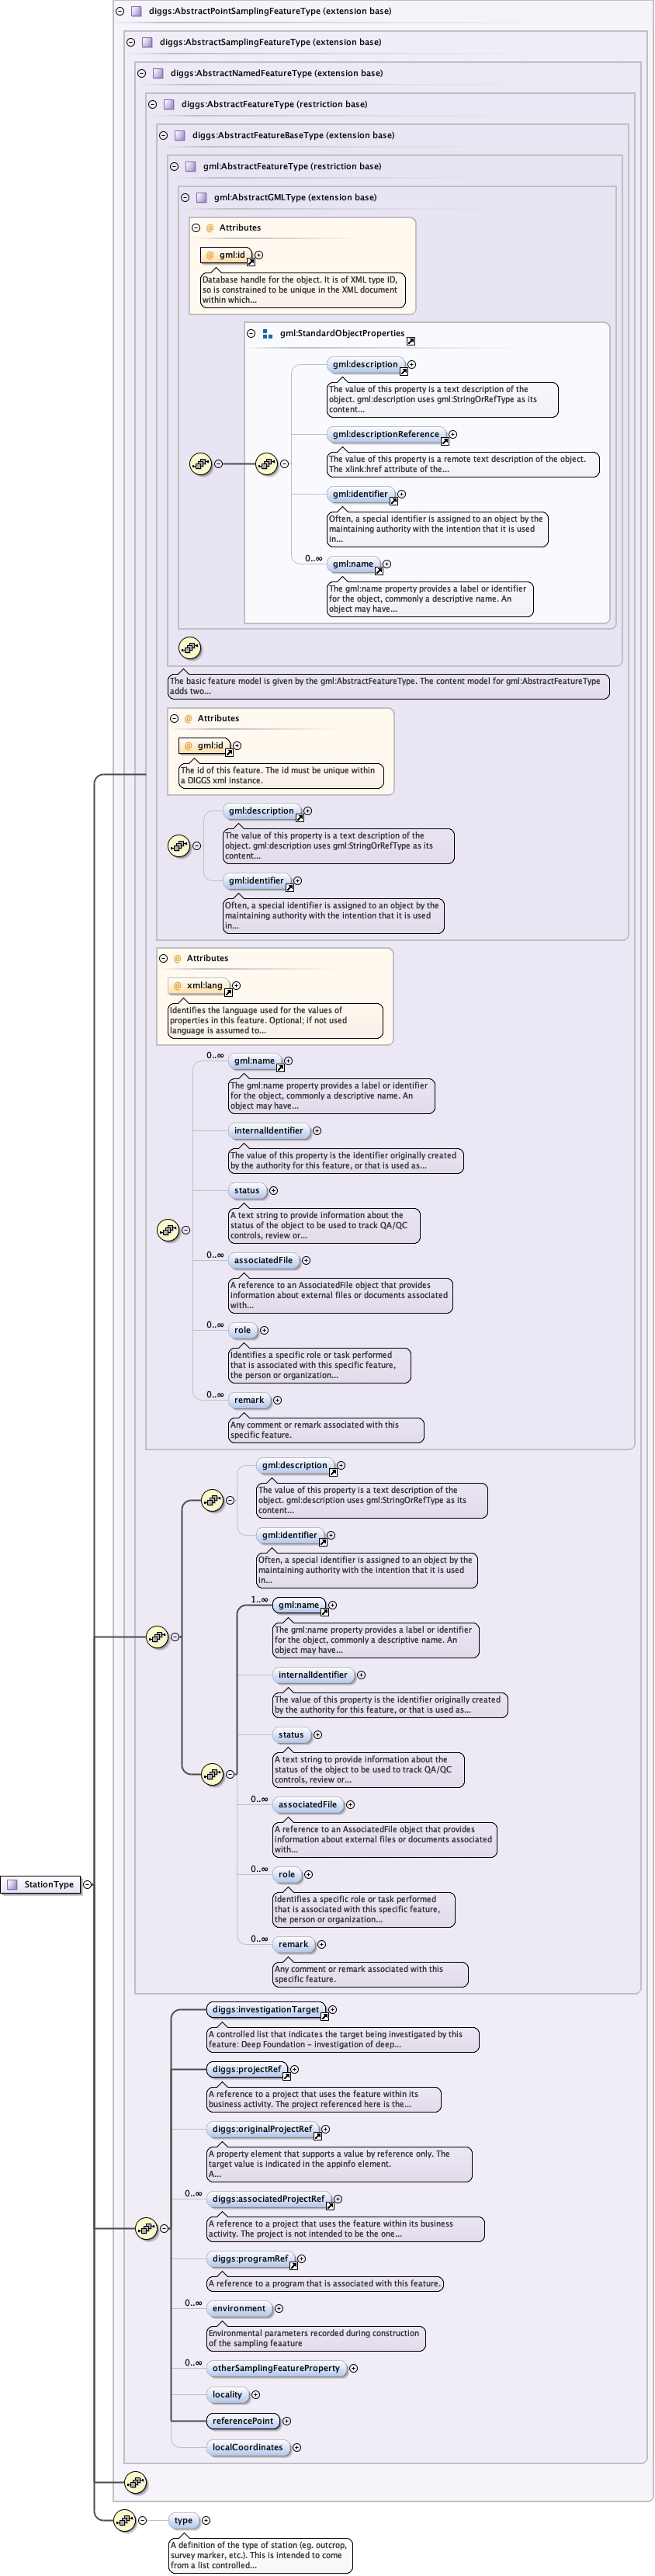 diggs:AbstractPointSamplingFeatureType (extension base)
diggs:AbstractSamplingFeatureType (extension base)
diggs:AbstractNamedFeatureType (extension base)
diggs:AbstractFeatureType (restriction base)
diggs:AbstractFeatureBaseType (extension base)
gml:AbstractFeatureType (restriction base)
gml:AbstractGMLType (extension base)
@ Attributes
@ gml:id
Database handle for the object. It is of XML type ID,
so is constrained to be unique in the XML document
within which...
gml:StandardObjectProperties
gml:description
The value of this property is a text description of the
object. gml:description uses gml:StringOrRefType as its
content...
gml:descriptionReference
The value of this property is a remote text description of the object.
The xlink:href attribute of the...
gml:identifier
Often, a special identifier is assigned to an object by the
maintaining authority with the intention that it is used
in...
0..∞
gml:name
The gml:name property provides a label or identifier
for the object, commonly a descriptive name. An
object may have...
The basic feature model is given by the gml:AbstractFeatureType. The content model for gml:AbstractFeatureType
adds two...
@ Attributes
@ gml:id
The id of this feature. The id must be unique within
a DIGGS xml instance.
gml:description
The value of this property is a text description of the
object. gml:description uses gml:StringOrRefType as its
content...
gml:identifier
Often, a special identifier is assigned to an object by the
maintaining authority with the intention that it is used
in...
@ Attributes
@ xml:lang
Identifies the language used for the values of
properties in this feature. Optional; if not used
language is assumed to...
0..∞
gml:name
The gml:name property provides a label or identifier
for the object, commonly a descriptive name. An
object may have...
internalIdentifier
The value of this property is the identifier originally created
by the authority for this feature, or that is used as...
status
A text string to provide information about the
status of the object to be used to track QA/QC
controls, review or...
0..∞
associatedFile
A reference to an AssociatedFile object that provides
information about external files or documents associated
with...
0..∞
role
Identifies a specific role or task performed
that is associated with this specific feature,
the person or organization...
0..∞
remark
Any comment or remark associated with this
specific feature.
gml:description
The value of this property is a text description of the
object. gml:description uses gml:StringOrRefType as its
content...
gml:identifier
Often, a special identifier is assigned to an object by the
maintaining authority with the intention that it is used
in...
1..∞
gml:name
The gml:name property provides a label or identifier
for the object, commonly a descriptive name. An
object may have...
internalIdentifier
The value of this property is the identifier originally created
by the authority for this feature, or that is used as...
status
A text string to provide information about the
status of the object to be used to track QA/QC
controls, review or...
0..∞
associatedFile
A reference to an AssociatedFile object that provides
information about external files or documents associated
with...
0..∞
role
Identifies a specific role or task performed
that is associated with this specific feature,
the person or organization...
0..∞
remark
Any comment or remark associated with this
specific feature.
StationType
diggs:investigationTarget
A controlled list that indicates the target being investigated by this
feature: Deep Foundation - investigation of deep...
diggs:projectRef
A reference to a project that uses the feature within its
business activity. The project referenced here is the...
diggs:originalProjectRef
A property element that supports a value by reference only. The
target value is indicated in the appinfo element.
A...
0..∞
diggs:associatedProjectRef
A reference to a project that uses the feature within its business
activity. The project is not intended to be the one...
diggs:programRef
A reference to a program that is associated with this feature.
0..∞
environment
Environmental parameters recorded during construction
of the sampling feaature
0..∞
otherSamplingFeatureProperty
locality
referencePoint
localCoordinates
type
A definition of the type of station (eg. outcrop,
survey marker, etc.). This is intended to come
from a list controlled...